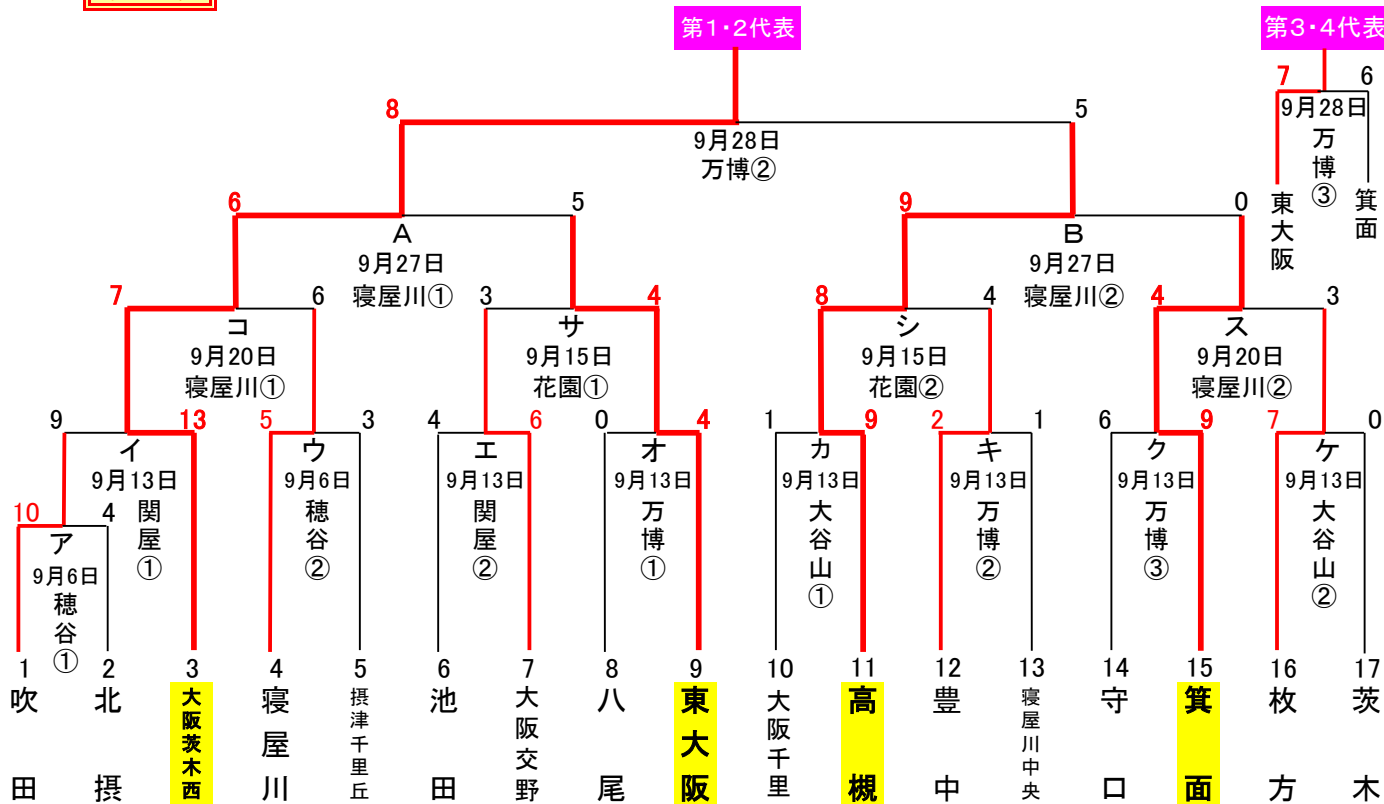 第1・2代表
第3・4代表
7 6
9月28日
万博③
東大阪
箕面
8 5
9月28日
万博②
6 5
A
9月27日
寝屋川①
9 0
B
9月27日
寝屋川②
7 6
コ
9月20日
寝屋川①
3 4
サ
9月15日
花園①
8 4
シ
9月15日
花園②
4 3
ス
9月20日
寝屋川②
9 13
イ
9月13日
関屋①
5 3
ウ
9月6日
穂谷②
4 6
エ
9月13日
関屋②
0 4
オ
9月13日
万博①
1 9
カ
9月13日
大谷山①
2 1
キ
9月13日
万博②
6 9
ク
9月13日
万博③
7 0
ケ
9月13日
大谷山②
10 4
ア
9月6日
穂谷①
1 吹田
2 北摂
3 大阪茨木西
4 寝屋川
5 摂津千里丘
6 池田
7 大阪交野
8 八尾
9 東大阪
10 大阪千里
11 高槻
12 豊中
13 寝屋川中央
14 守口
15 箕面
16 枚方
17 茨木